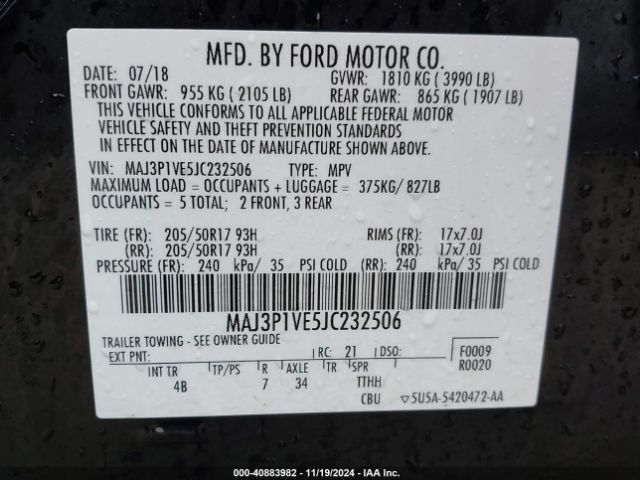 MFD. BY FORD MOTOR CO.
DATE: 07/18 GVWR: 1810 KG ( 3990 LB)
FRONT GAWR: 955 KG ( 2105 LB) REAR GAWR: 865 KG ( 1907 LB)
THIS VEHICLE CONFORMS TO ALL APPLICABLE FEDERAL MOTOR
VEHICLE SAFETY AND THEFT PREVENTION STANDARDS
IN EFFECT ON THE DATE OF MANUFACTURE SHOWN ABOVE.
VIN: MAJ3P1VE5JC232506 TYPE: MPV
MAXIMUM LOAD = OCCUPANTS + LUGGAGE = 375KG/ 827LB
OCCUPANTS = 5 TOTAL; 2 FRONT, 3 REAR
TIRE (FR): 205/50R17 93H RIMS (FR): 17x7.0J
(RR): 205/50R17 93H (RR): 17x7.0J
PRESSURE (FR): 240 kPa/ 35 PSI COLD (RR): 240 kPa/ 35 PSI COLD
MAJ3P1VE5JC232506
TRAILER TOWING - SEE OWNER GUIDE
EXT PNT: RC: 21 DSO: F0009
R0020
INT TR TP/PS R AXLE TR SPR
4B 7 34 TTHH
CBU 5U5A-5420472-AA
000-40883982 - 11/19/2024 - IAA Inc.